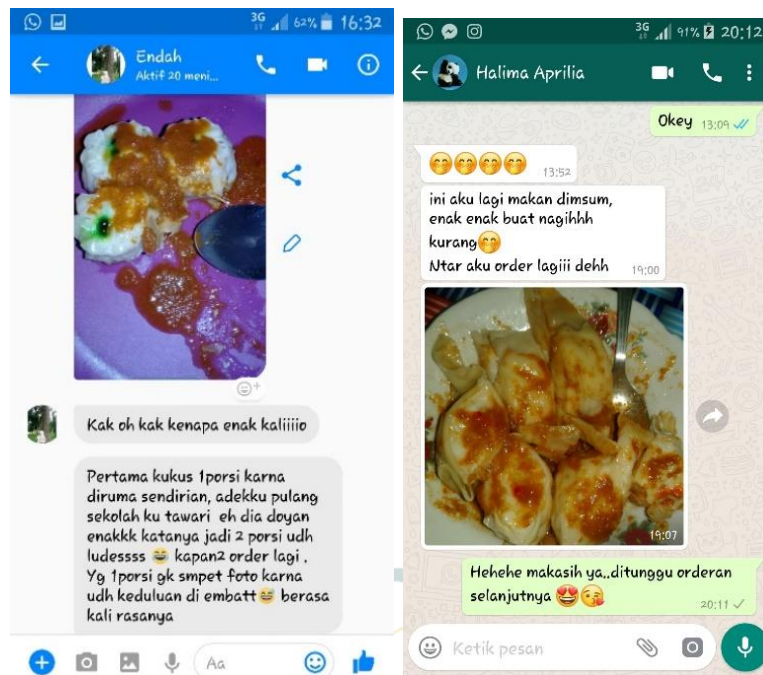 3G 62% 16:32
Endah
Aktif 20 meni...
Kak oh kak kenapa enak kaliiiio
Pertama kukus 1porsi karna
diruma sendirian, adekku pulang
sekolah ku tawari eh dia doyan
enakkk katanya jadi 2 porsi udh
ludessss 😅 kapan2 order lagi .
Yg 1porsi gk smpet foto karna
udh keduluan di embatt😅 berasa
kali rasanya
Aa
3G 91% 20:12
Halima Aprilia
Okey 13:09
🤭🤭🤭🤭 13:52
ini aku lagi makan dimsum,
enak enak buat nagihhh
kurang🤭
Ntar aku order lagiii dehh 19:00
19:07
Hehehe makasih ya..ditunggu orderan
selanjutnya 😍😘
20:11
Ketik pesan